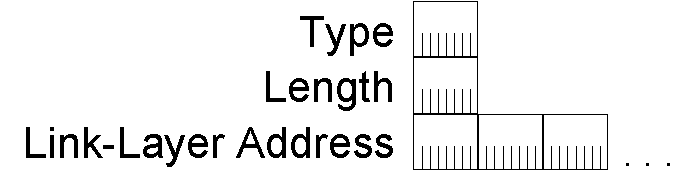 Type
Length
Link-Layer Address ...